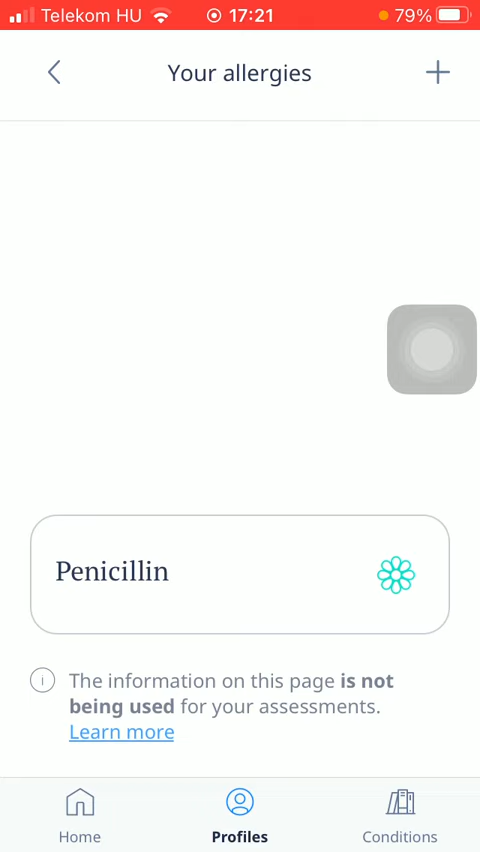 Telekom HU 17:21 79%
Your allergies
Penicillin
The information on this page is not
being used for your assessments.
Learn more
Home Profiles Conditions